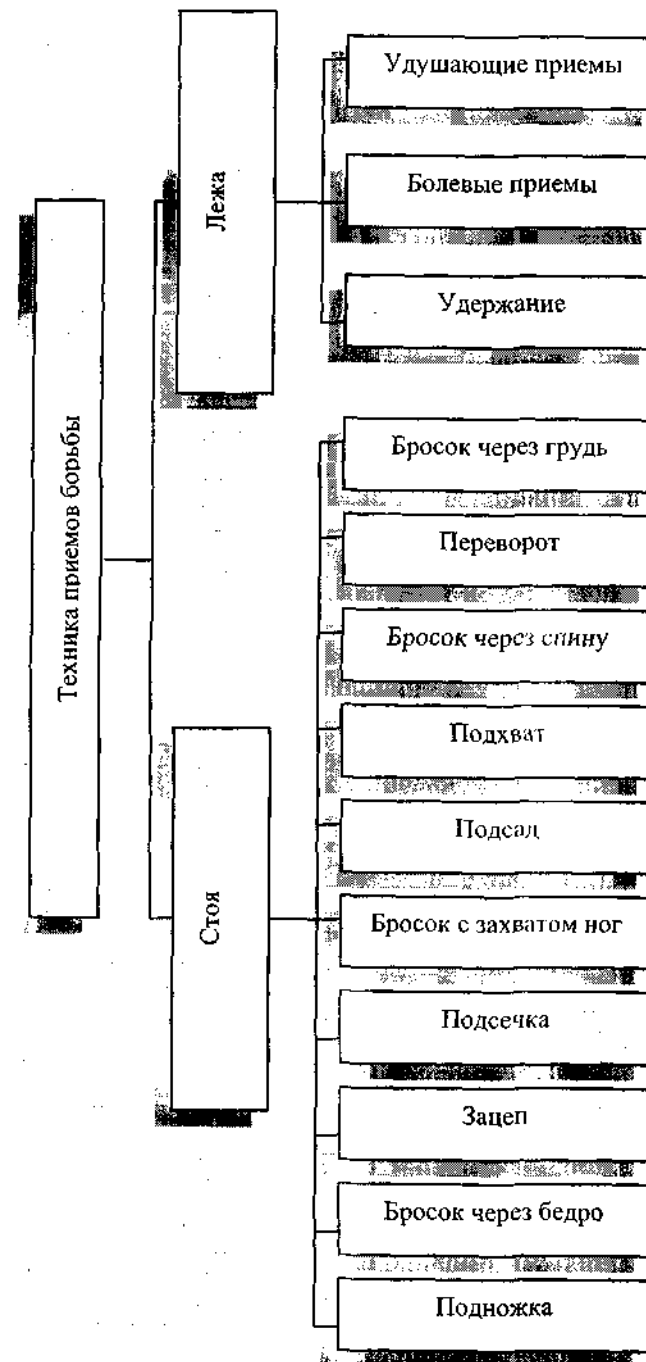 Техника приемов борьбы
Лежа
Удушающие приемы
Болевые приемы
Удержание
Стоя
Бросок через грудь
Переворот
Бросок через спину
Подхват
Подсад
Бросок с захватом ног
Подсечка
Зацеп
Бросок через бедро
Подножка